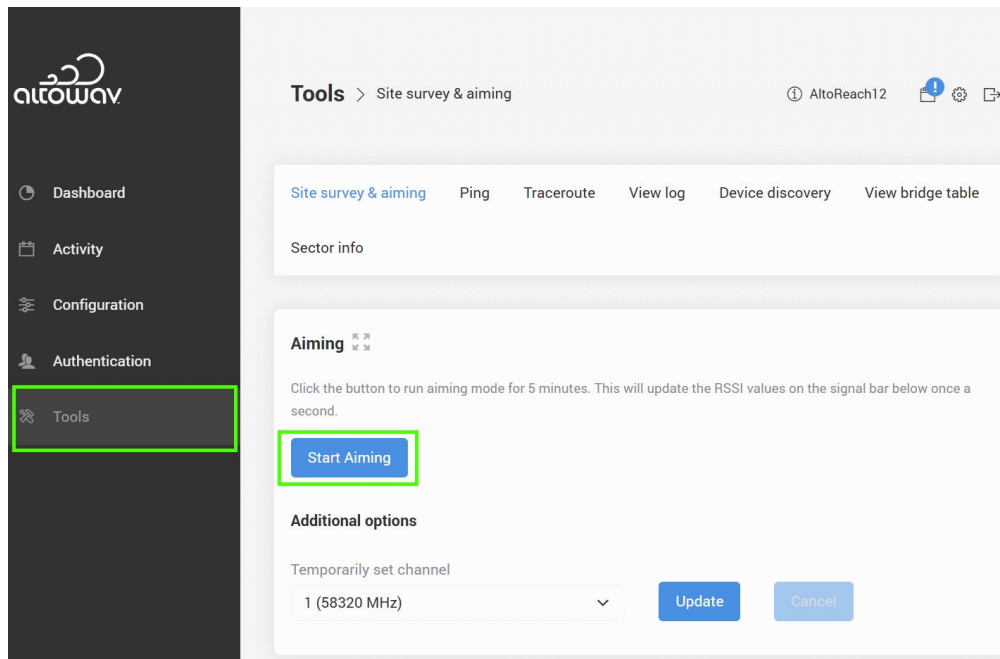 altowav
Tools > Site survey & aiming
AltoReach12
Dashboard
Activity
Configuration
Authentication
Tools
Site survey & aiming Ping Traceroute View log Device discovery View bridge table
Sector info
Aiming
Click the button to run aiming mode for 5 minutes. This will update the RSSI values on the signal bar below once a
second.
Start Aiming
Additional options
Temporarily set channel
1 (58320 MHz)
Update
Cancel